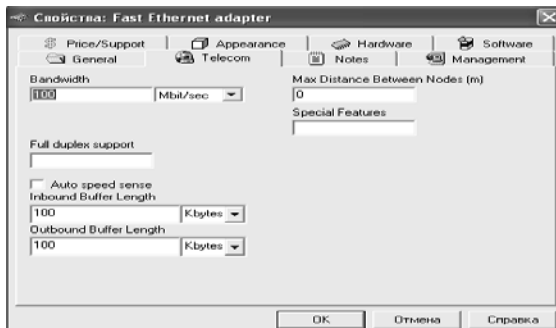 Свойства: Fast Ethernet adapter
Price/Support Appearance Hardware Software
General Telecom Notes Management
Bandwidth
100 Mbit/sec
Max Distance Between Nodes (m)
0
Special Features
Full duplex support
Auto speed sense
Inbound Buffer Length
100 Kbytes
Outbound Buffer Length
100 Kbytes
OK Отмена Справка